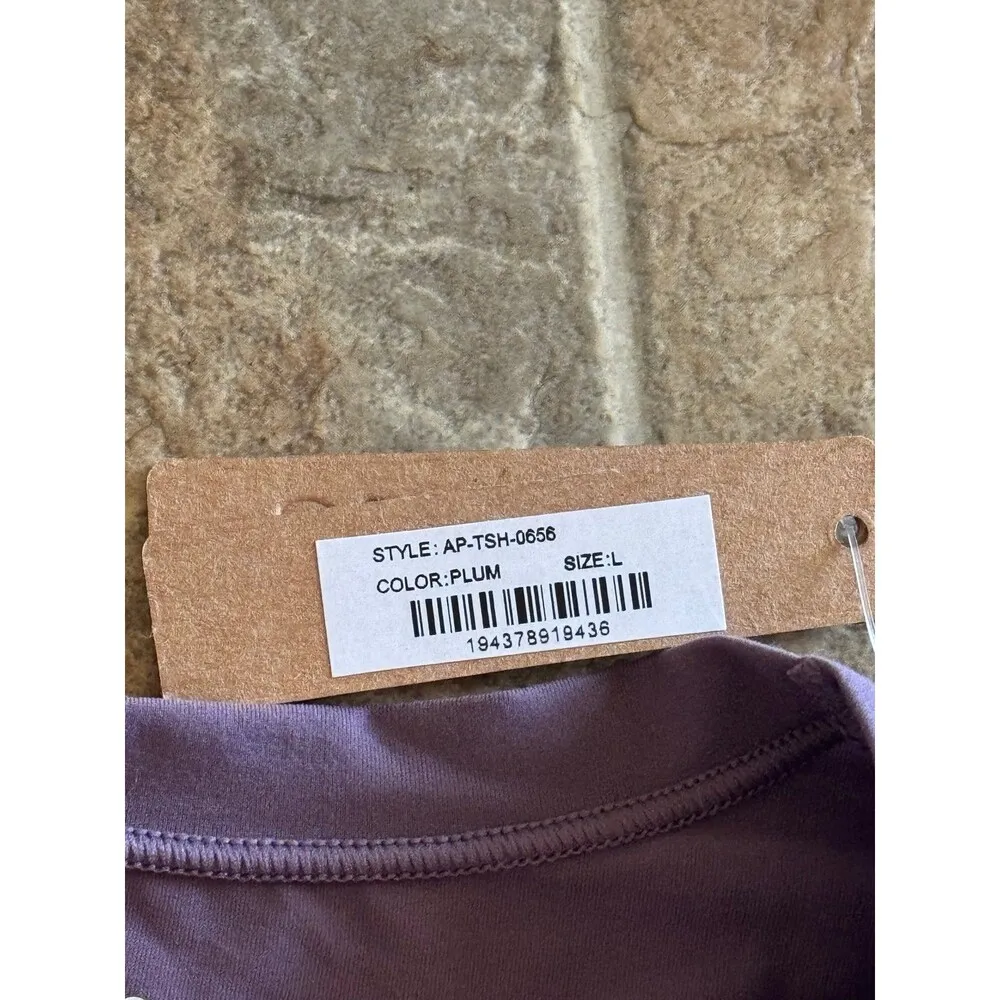 STYLE: AP-TSH-0656
COLOR:PLUM SIZE:L
194378919436